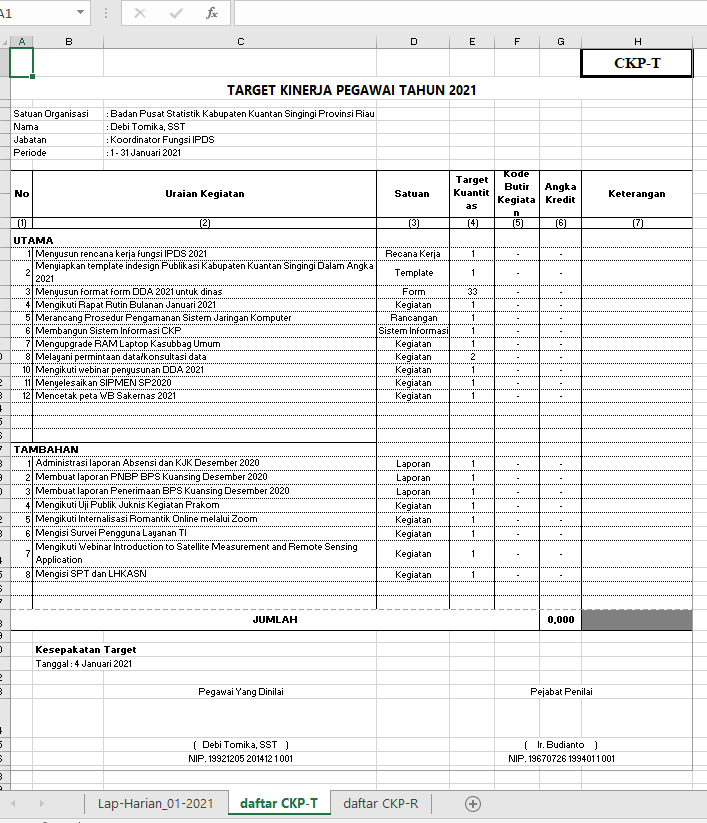 A1
fx
A B C D E F G H
CKP-T
TARGET KINERJA PEGAWAI TAHUN 2021
Satuan Organisasi : Badan Pusat Statistik Kabupaten Kuantan Singingi Provinsi Riau
Nama : Debi Tomika, SST
Jabatan : Koordinator Fungsi IPDS
Periode : 1 - 31 Januari 2021
No Uraian Kegiatan Satuan Target Kuantitas Kode Butir Kegiatan Angka Kredit Keterangan
(1) (2) (3) (4) (5) (6) (7)
UTAMA
1 Menyusun rencana kerja fungsi IPDS 2021 Recana Kerja 1 - -
2 Menyiapkan template indesign Publikasi Kabupaten Kuantan Singingi Dalam Angka 2021 Template 1 - -
3 Menyusun format form DDA 2021 untuk dinas Form 33 - -
4 Mengikuti Rapat Rutin Bulanan Januari 2021 Kegiatan 1 - -
5 Merancang Prosedur Pengamanan Sistem Jaringan Komputer Rancangan 1 - -
6 Membangun Sistem Informasi CKP Sistem Informasi 1 - -
7 Mengupgrade RAM Laptop Kasubbag Umum Kegiatan 1 - -
8 Melayani permintaan data/konsultasi data Kegiatan 2 - -
10 Mengikuti webinar penyusunan DDA 2021 Kegiatan 1 - -
11 Menyelesaikan SIPMEN SP2020 Kegiatan 1 - -
12 Mencetak peta WB Sakernas 2021 Kegiatan 1 - -
TAMBAHAN
1 Administrasi laporan Absensi dan KJK Desember 2020 Laporan 1 - -
2 Membuat laporan PNBP BPS Kuansing Desember 2020 Laporan 1 - -
3 Membuat laporan Penerimaan BPS Kuansing Desember 2020 Laporan 1 - -
4 Mengikuti Uji Publik Juknis Kegiatan Prakom Kegiatan 1 - -
5 Mengikuti Internalisasi Romantik Online melalui Zoom Kegiatan 1 - -
6 Mengisi Survei Pengguna Layanan TI Kegiatan 1 - -
7 Mengikuti Webinar Introduction to Satellite Measurement and Remote Sensing Application Kegiatan 1 - -
8 Mengisi SPT dan LHKASN Kegiatan 1 - -
JUMLAH 0,000
Kesepakatan Target
Tanggal : 4 Januari 2021
Pegawai Yang Dinilai Pejabat Penilai
( Debi Tomika, SST ) ( Ir. Budianto )
NIP. 19921205 201412 1 001 NIP. 19670726 199401 1 001
Lap-Harian_01-2021 daftar CKP-T daftar CKP-R